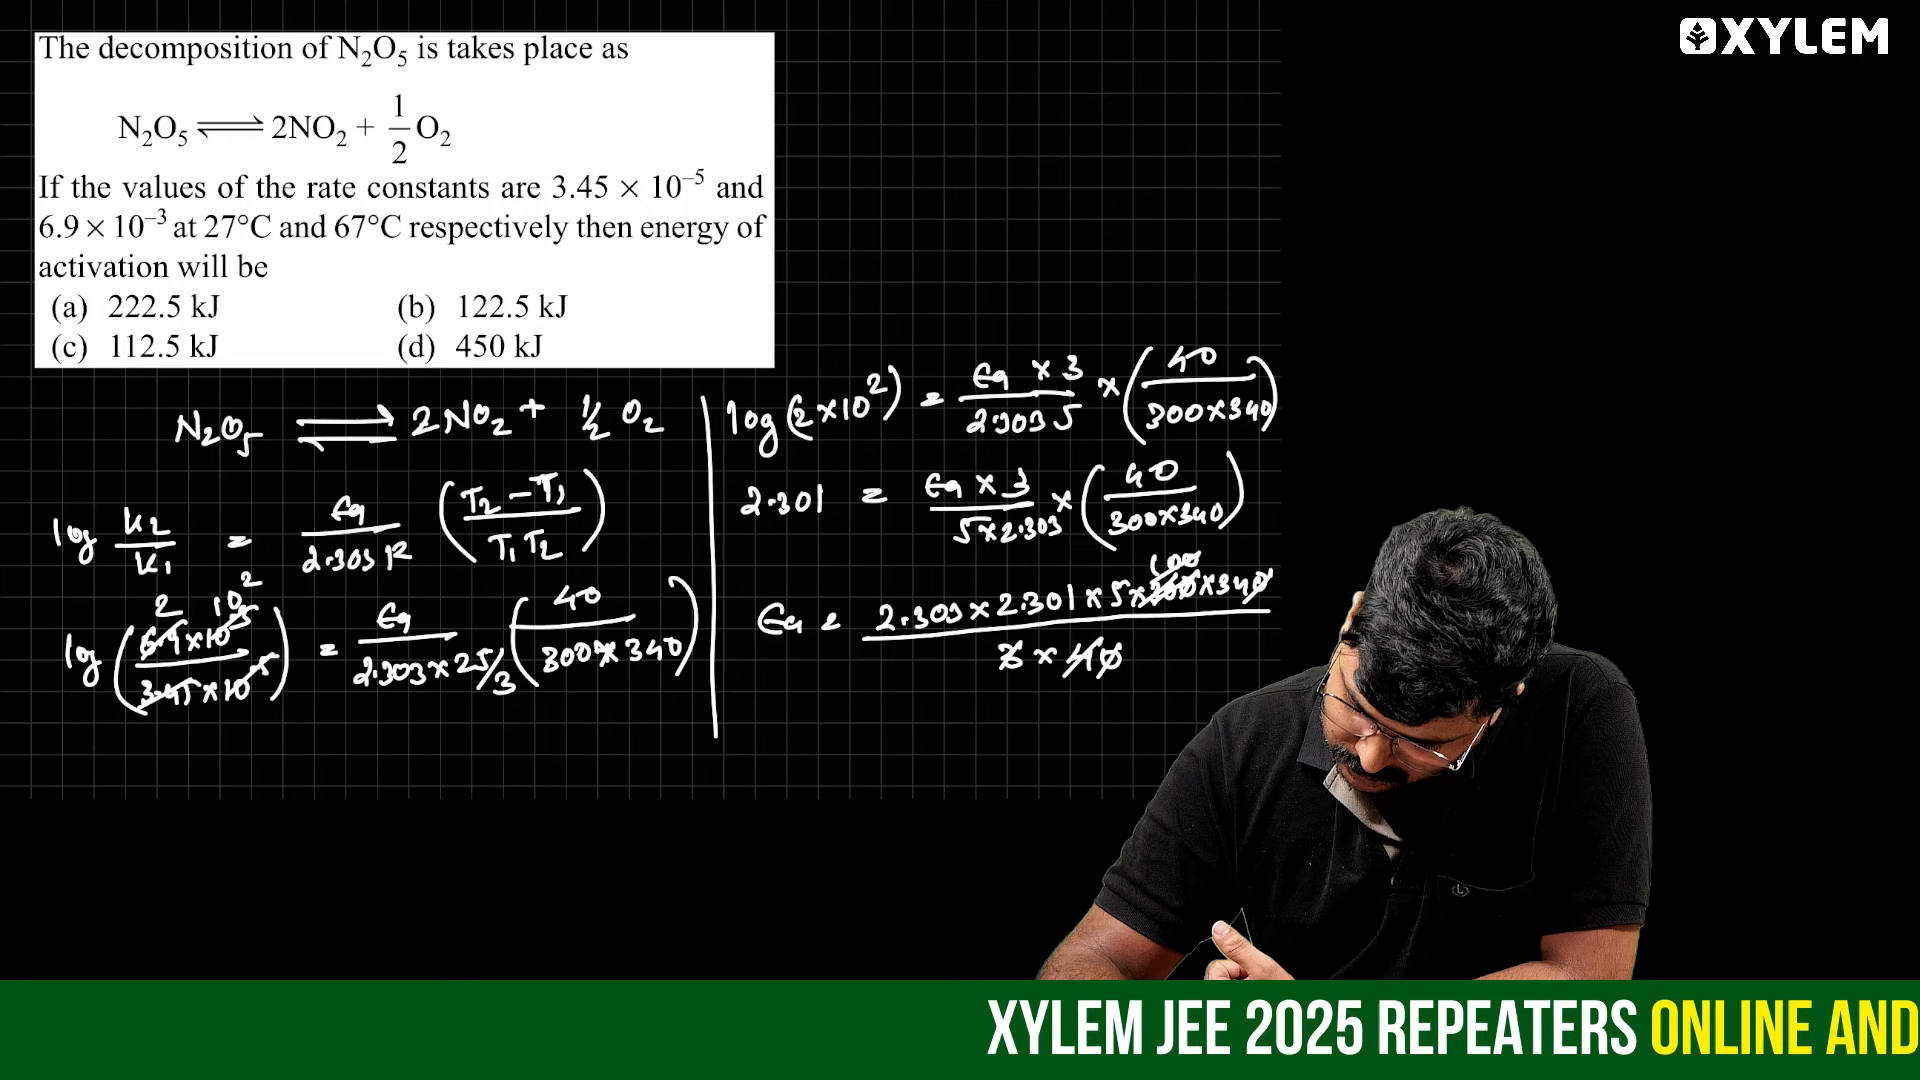 XYLEM
The decomposition of N₂O₅ is takes place as
N₂O₅ ⇌ 2NO₂ + 1/2 O₂
If the values of the rate constants are 3.45 × 10⁻⁵ and
6.9 × 10⁻³ at 27°C and 67°C respectively then energy of
activation will be
(a) 222.5 kJ (b) 122.5 kJ
(c) 112.5 kJ (d) 450 kJ
N₂O₅ ⇌ 2NO₂ + 1/2 O₂
log K₂/K₁ = Ea/2.303 R (T₂ − T₁/T₁T₂)
2 10²
log (6.9 × 10⁻³/3.45 × 10⁻⁵) = Ea/2.303 × 25/3 (40/300 × 340)
log (2 × 10²) = Ea × 3/2.303 5 × (40/300 × 340)
2.301 = Ea × 3/5 × 2.303 × (40/300 × 340)
100
Ea = 2.303 × 2.301 × 5 × 300 × 340/3 × 40
XYLEM JEE 2025 REPEATERS ONLINE AND